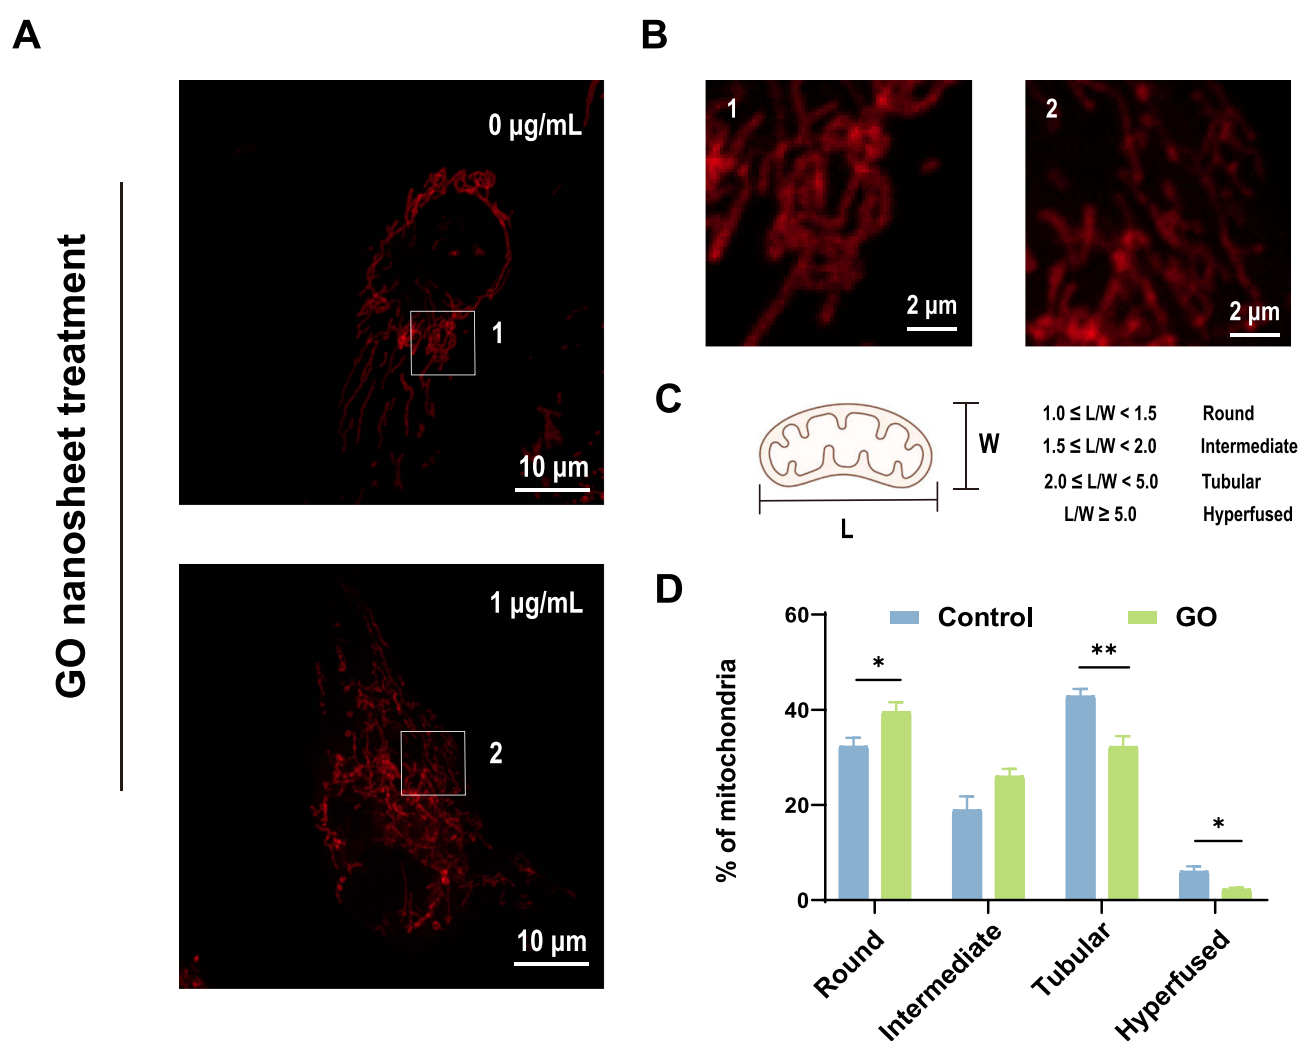 A
GO nanosheet treatment
0 µg/mL
1
10 µm
1 µg/mL
2
10 µm
B
1
2 µm
2
2 µm
C
W
L
1.0 ≤ L/W < 1.5 Round
1.5 ≤ L/W < 2.0 Intermediate
2.0 ≤ L/W < 5.0 Tubular
L/W ≥ 5.0 Hyperfused
D
% of mitochondria
60
40
20
0
Control
GO
*
**
*
Round
Intermediate
Tubular
Hyperfused